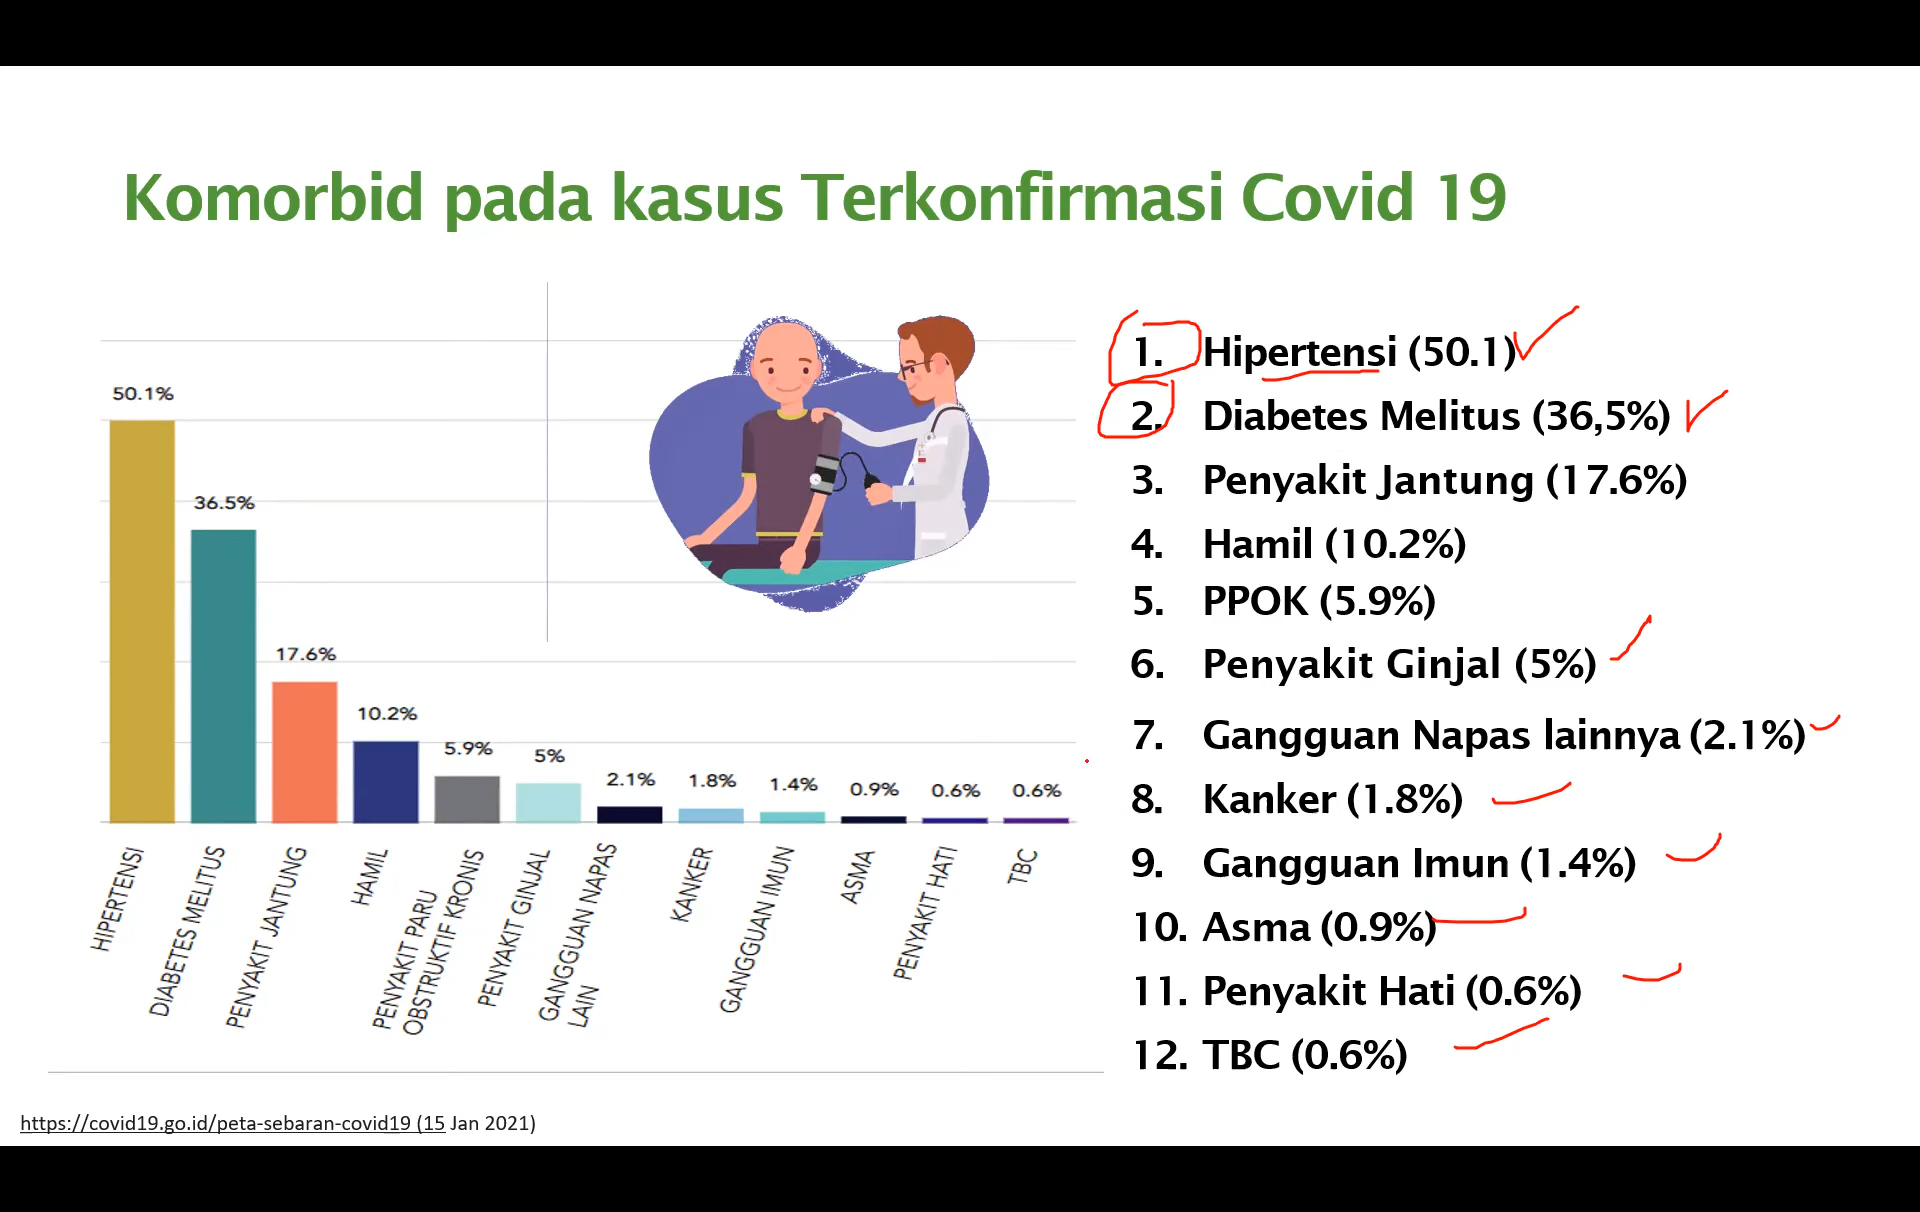 Komorbid pada kasus Terkonfirmasi Covid 19
50.1%
36.5%
17.6%
10.2%
5.9%
5%
2.1%
1.8%
1.4%
0.9%
0.6%
0.6%
HIPERTENSI
DIABETES MELITUS
PENYAKIT JANTUNG
HAMIL
PENYAKIT PARU
OBSTRUKTIF KRONIS
PENYAKIT GINJAL
GANGGUAN NAPAS
LAIN
KANKER
GANGGUAN IMUN
ASMA
PENYAKIT HATI
TBC
1. Hipertensi (50.1)
2. Diabetes Melitus (36,5%)
3. Penyakit Jantung (17.6%)
4. Hamil (10.2%)
5. PPOK (5.9%)
6. Penyakit Ginjal (5%)
7. Gangguan Napas lainnya (2.1%)
8. Kanker (1.8%)
9. Gangguan Imun (1.4%)
10. Asma (0.9%)
11. Penyakit Hati (0.6%)
12. TBC (0.6%)
https://covid19.go.id/peta-sebaran-covid19 (15 Jan 2021)